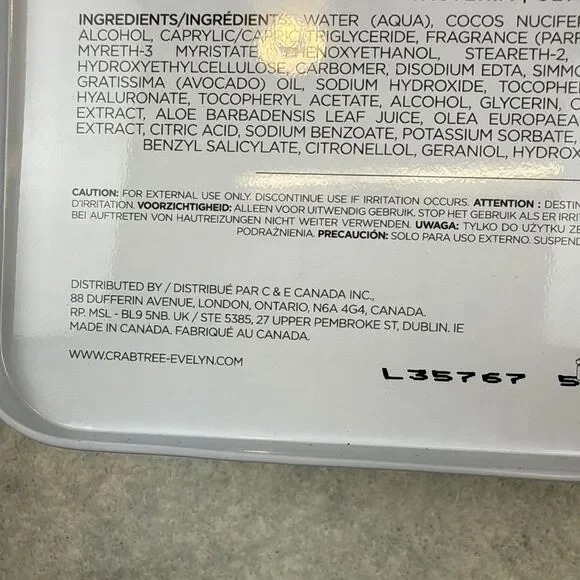 INGREDIENTS/INGRÉDIENTS: WATER (AQUA), COCOS NUCIFER
ALCOHOL, CAPRYLIC/CAPRIC TRIGLYCERIDE, FRAGRANCE (PARF
MYRETH-3 MYRISTATE, PHENOXYETHANOL, STEARETH-2,
HYDROXYETHYLCELLULOSE, CARBOMER, DISODIUM EDTA, SIMMO
GRATISSIMA (AVOCADO) OIL, SODIUM HYDROXIDE, TOCOPHE
HYALURONATE, TOCOPHERYL ACETATE, ALCOHOL, GLYCERIN, C
EXTRACT, ALOE BARBADENSIS LEAF JUICE, OLEA EUROPAEA
EXTRACT, CITRIC ACID, SODIUM BENZOATE, POTASSIUM SORBATE,
BENZYL SALICYLATE, CITRONELLOL, GERANIOL, HYDROX
CAUTION: FOR EXTERNAL USE ONLY. DISCONTINUE USE IF IRRITATION OCCURS. ATTENTION : DESTIN
D'IRRITATION. VOORZICHTIGHEID: ALLEEN VOOR UITWENDIG GEBRUIK. STOP HET GEBRUIK ALS ER IRRIT
BEI AUFTRETEN VON HAUTREIZUNGEN NICHT WEITER VERWENDEN. UWAGA: TYLKO DO UŻYTKU ZE
PODRAŻNIENIA. PRECAUCIÓN: SOLO PARA USO EXTERNO. SUSPEND
DISTRIBUTED BY / DISTRIBUÉ PAR C & E CANADA INC.,
88 DUFFERIN AVENUE, LONDON, ONTARIO, N6A 4G4, CANADA.
RP. MSL - BL9 5NB. UK / STE 5385, 27 UPPER PEMBROKE ST, DUBLIN. IE
MADE IN CANADA. FABRIQUÉ AU CANADA.
WWW.CRABTREE-EVELYN.COM
L35767 5